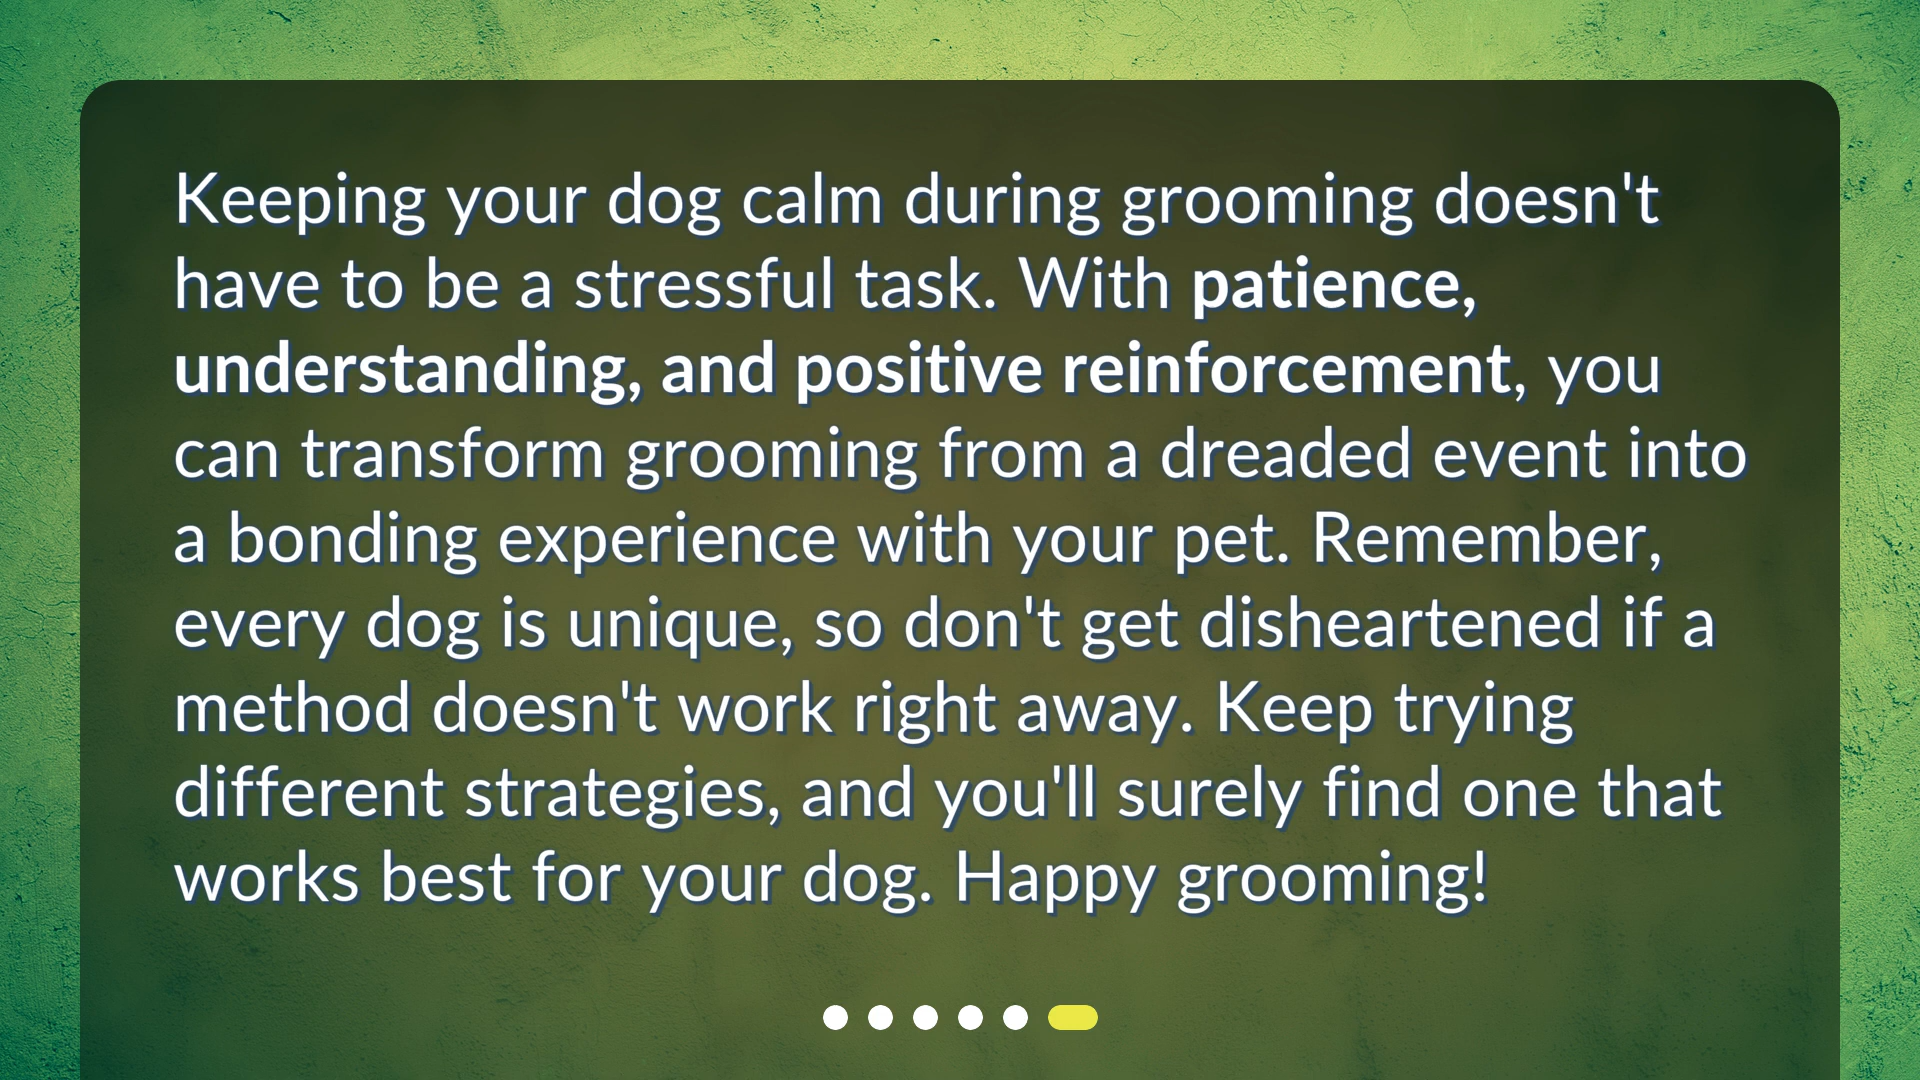 Keeping your dog calm during grooming doesn't
have to be a stressful task. With patience,
understanding, and positive reinforcement, you
can transform grooming from a dreaded event into
a bonding experience with your pet. Remember,
every dog is unique, so don't get disheartened if a
method doesn't work right away. Keep trying
different strategies, and you'll surely find one that
works best for your dog. Happy grooming!